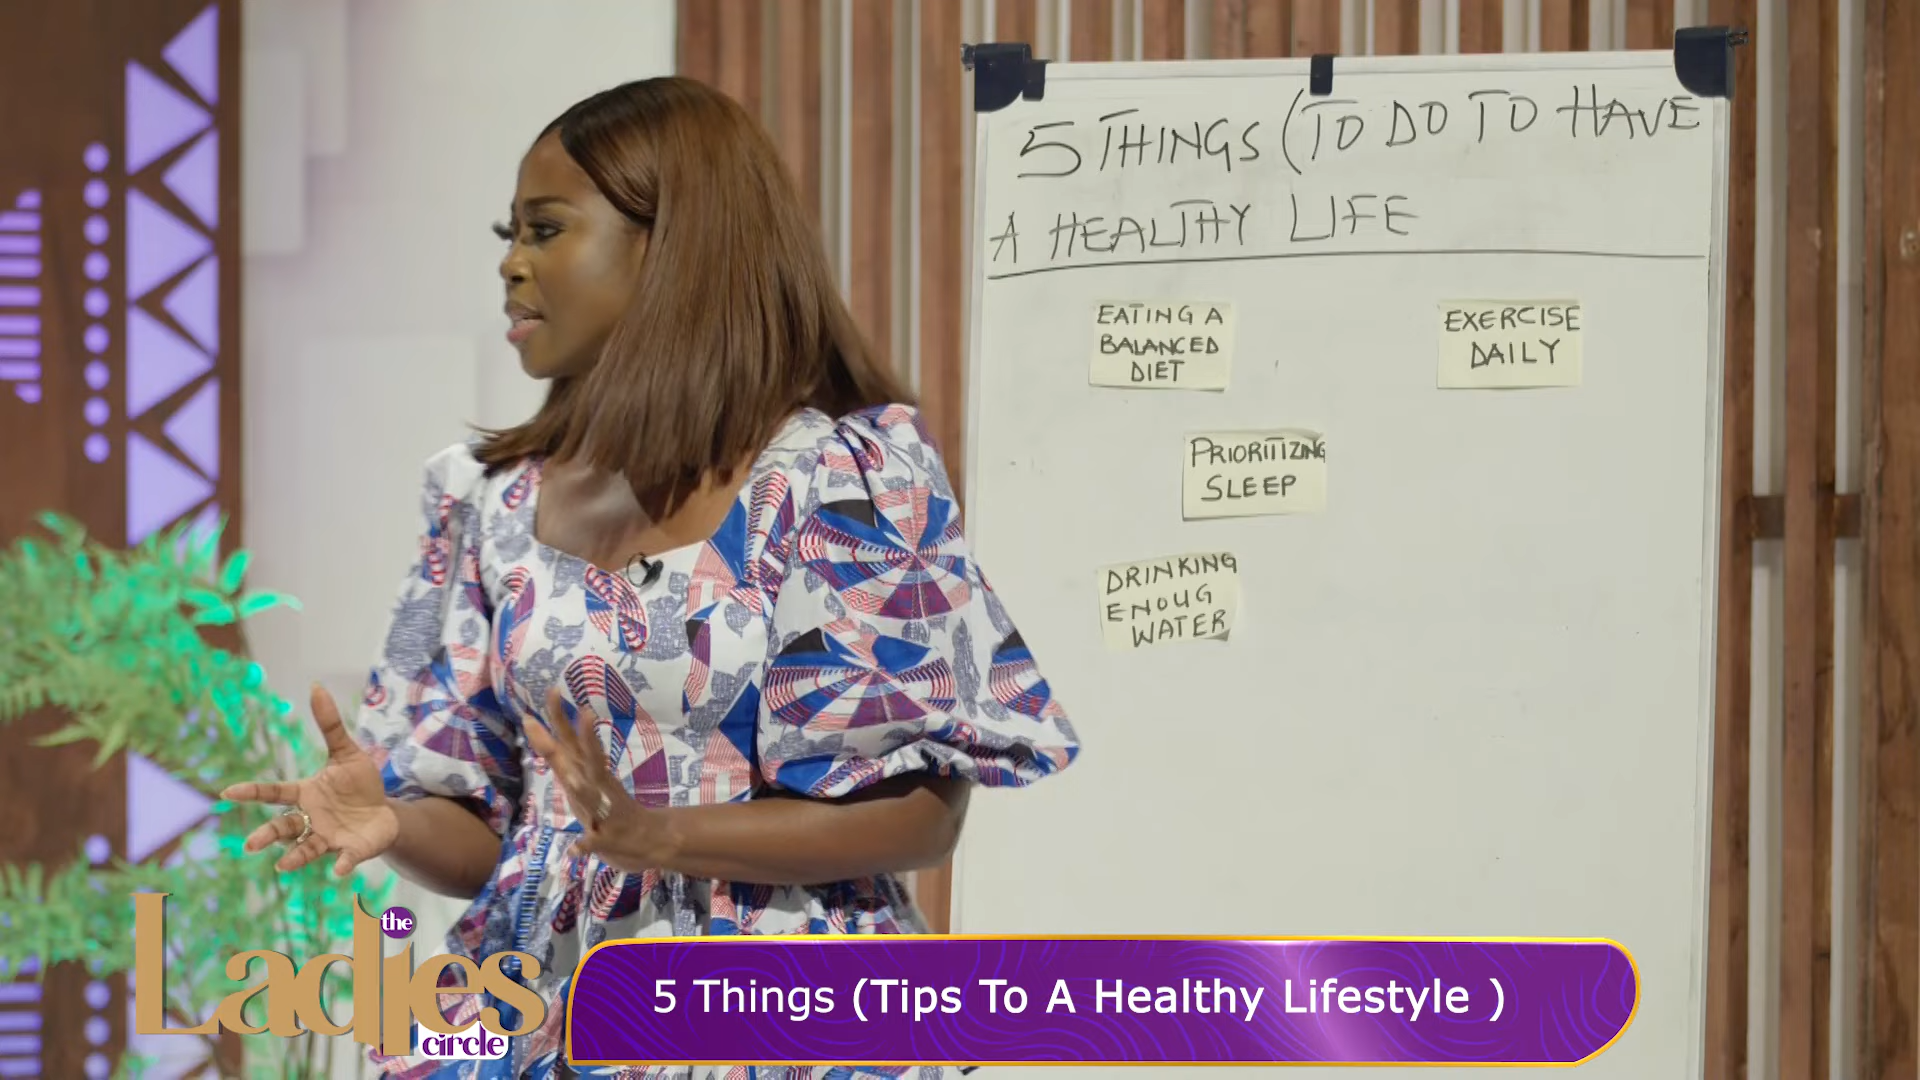 5 THINGS (TO DO TO HAVE
A HEALTHY LIFE
EATING A
BALANCED
DIET
EXERCISE
DAILY
PRIORITIZING
SLEEP
DRINKING
ENOUG
WATER
the
Ladies
circle
5 Things (Tips To A Healthy Lifestyle )